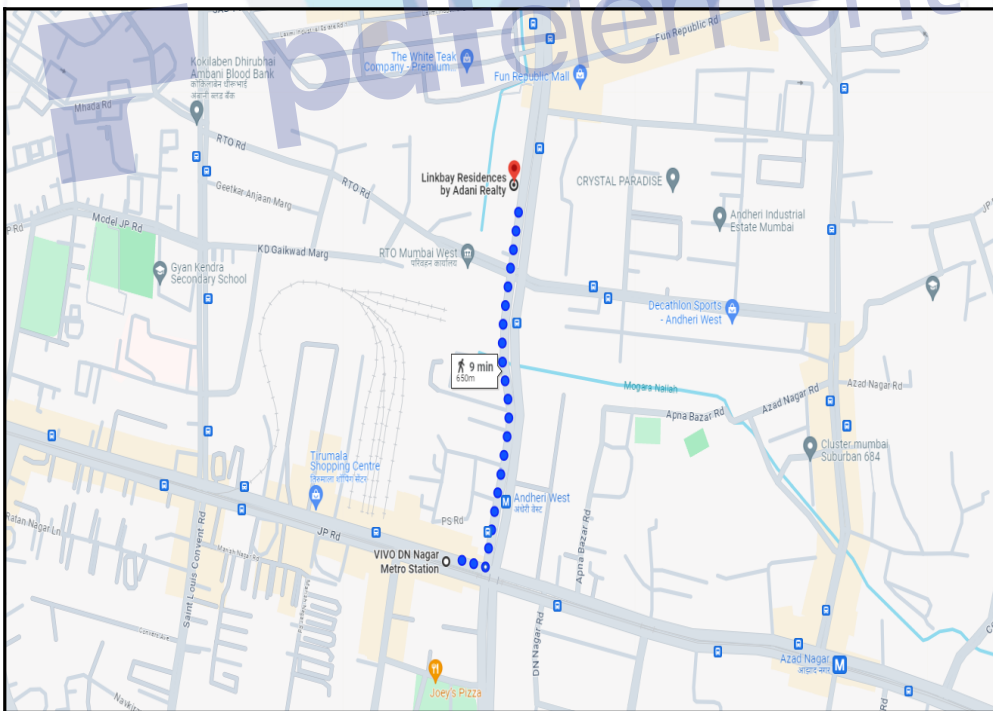 pdfelement
Fun Republic Rd
The White Teak
Company - Premium...
Fun Republic Mall
Kokilaben Dhirubhai
Ambani Blood Bank
Mhada Rd
RTO Rd
Linkbay Residences
by Adani Realty
CRYSTAL PARADISE
Geetkar Anjaan Marg
RTO Rd
Andheri Industrial
Estate Mumbai
Model JP Rd
KD Gaikwad Marg
RTO Mumbai West
परिवहन कार्यालय
Gyan Kendra
Secondary School
Decathlon Sports
- Andheri West
9 min
650m
Mogara Nallah
Azad Nagar Rd
Azad Nagar Rd
Apna Bazar Rd
Cluster mumbai
Suburban 684
Tirumala
Shopping Centre
तिरुमाला शॉपिंग सेंटर
M Andheri West
अंधेरी वेस्ट
PS Rd
JP Rd
Ratan Nagar Ln
VIVO DN Nagar
Metro Station
Apna Bazar Rd
Saint Louis Convent Rd
DN Nagar Rd
Azad Nagar M
आझाद नगर
Joey's Pizza
Rd